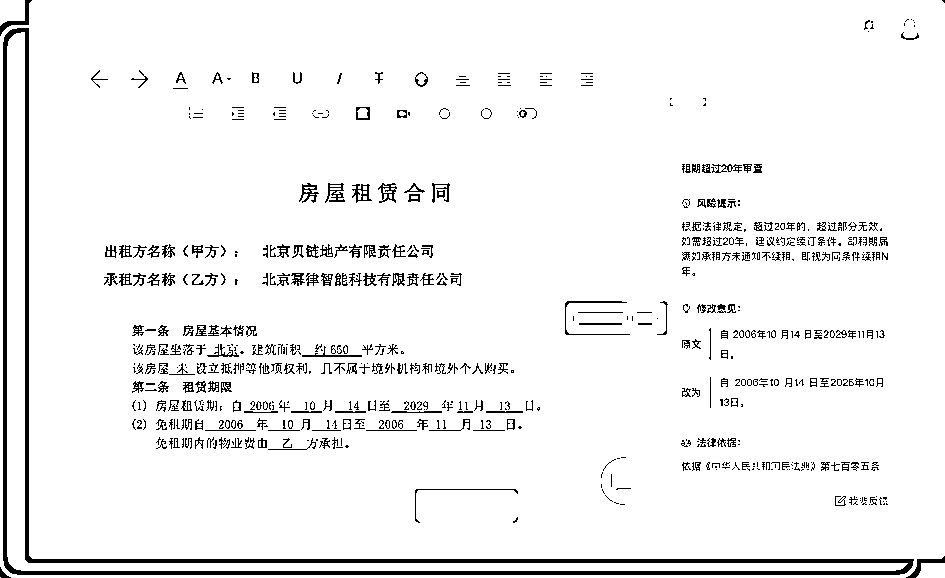 房屋租赁合同
出租方名称（甲方）： 北京贝链地产有限责任公司
承租方名称（乙方）： 北京幂律智能科技有限责任公司
第一条 房屋基本情况
该房屋坐落于 北京。建筑面积 约 650 平方米。
该房屋 未 设立抵押等他项权利，且不属于境外机构和境外个人购买。
第二条 租赁期限
(1) 房屋租赁期：自 2006 年 10 月 14 日至 2029 年 11 月 13 日。
(2) 免租期自 2006 年 10 月 14 日至 2006 年 11 月 13 日。
免租期内的物业费由 乙 方承担。
租期超过20年审查
风险提示：
根据法律规定，超过20年的，超过部分无效。
如需超过20年，建议约定续订条件。即租期届
满如承租方未通知不续租，即视为同条件续租N
年。
修改意见：
原文
自 2006年10 月14 日至2029年11月13
日。
改为
自 2006年10 月14 日至2026年10月
13日。
法律依据：
依据《中华人民共和国民法典》第七百零五条
我要反馈